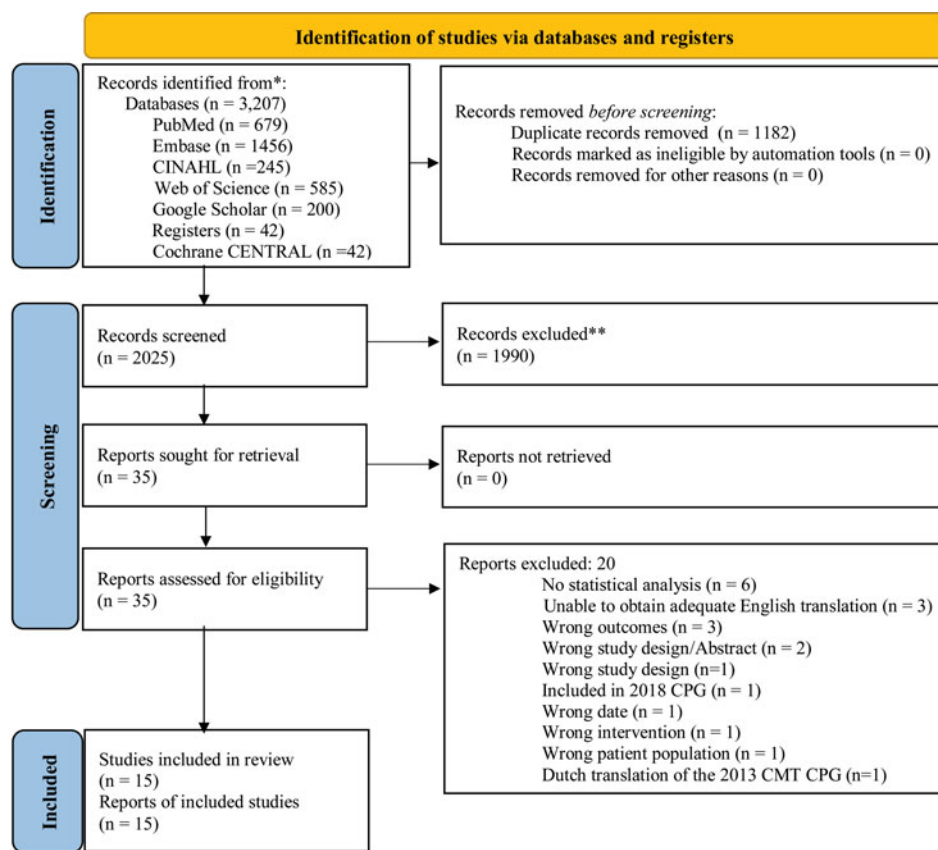 Identification of studies via databases and registers
Identification
Records identified from*:
Databases (n = 3,207)
PubMed (n = 679)
Embase (n = 1456)
CINAHL (n =245)
Web of Science (n = 585)
Google Scholar (n = 200)
Registers (n = 42)
Cochrane CENTRAL (n =42)
Records removed before screening:
Duplicate records removed (n = 1182)
Records marked as ineligible by automation tools (n = 0)
Records removed for other reasons (n = 0)
Screening
Records screened
(n = 2025)
Records excluded**
(n = 1990)
Reports sought for retrieval
(n = 35)
Reports not retrieved
(n = 0)
Reports assessed for eligibility
(n = 35)
Reports excluded: 20
No statistical analysis (n = 6)
Unable to obtain adequate English translation (n = 3)
Wrong outcomes (n = 3)
Wrong study design/Abstract (n = 2)
Wrong study design (n=1)
Included in 2018 CPG (n = 1)
Wrong date (n = 1)
Wrong intervention (n = 1)
Wrong patient population (n = 1)
Dutch translation of the 2013 CMT CPG (n=1)
Included
Studies included in review
(n = 15)
Reports of included studies
(n = 15)